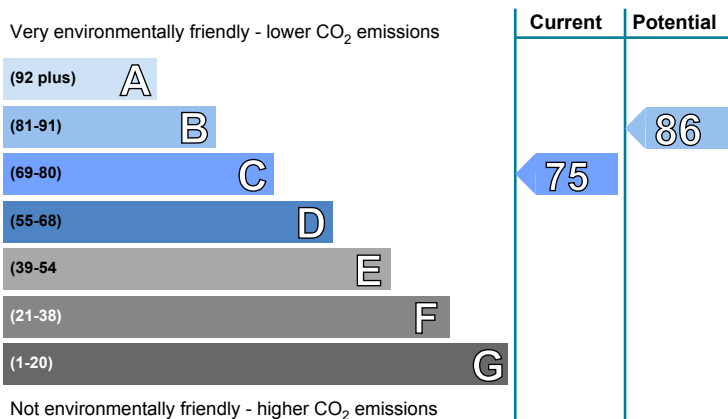 Very environmentally friendly - lower CO2 emissions
Current
Potential
(92 plus) A
(81-91) B
86
(69-80) C
75
(55-68) D
(39-54 E
(21-38) F
(1-20) G
Not environmentally friendly - higher CO2 emissions